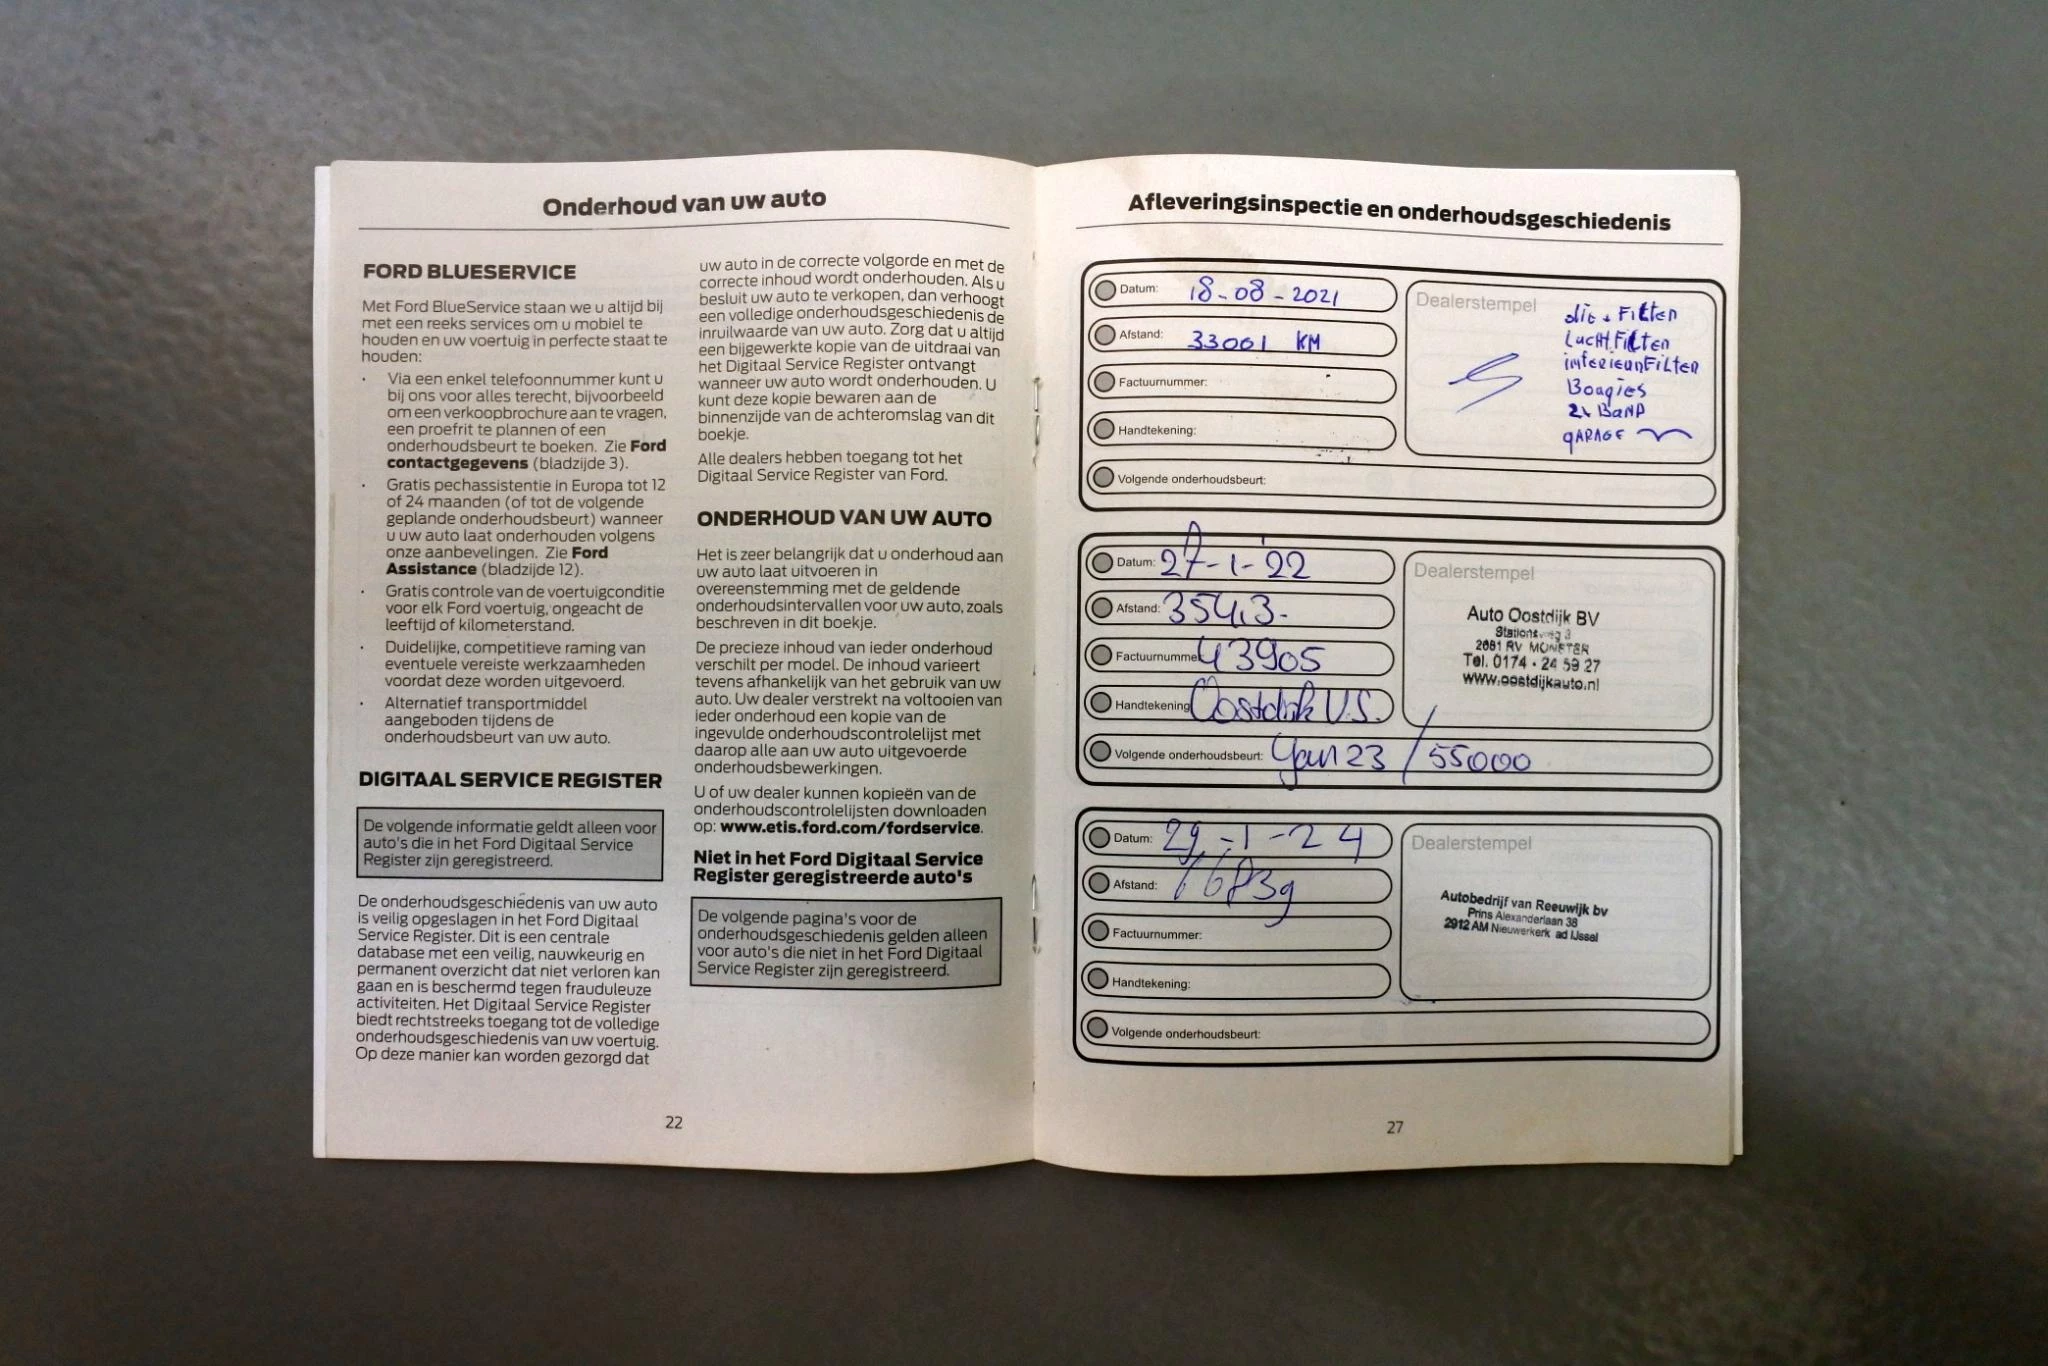 Onderhoud van uw auto
FORD BLUESERVICE
Met Ford BlueService staan we u altijd bij
met een reeks services om u mobiel te
houden en uw voertuig in perfecte staat te
houden:
· Via een enkel telefoonnummer kunt u
bij ons voor alles terecht, bijvoorbeeld
om een verkoopbrochure aan te vragen,
een proefrit te plannen of een
onderhoudsbeurt te boeken. Zie Ford
contactgegevens (bladzijde 3).
· Gratis pechassistentie in Europa tot 12
of 24 maanden (of tot de volgende
geplande onderhoudsbeurt) wanneer
u uw auto laat onderhouden volgens
onze aanbevelingen. Zie Ford
Assistance (bladzijde 12).
· Gratis controle van de voertuigconditie
voor elk Ford voertuig, ongeacht de
leeftijd of kilometerstand.
· Duidelijke, competitieve raming van
eventuele vereiste werkzaamheden
voordat deze worden uitgevoerd.
· Alternatief transportmiddel
aangeboden tijdens de
onderhoudsbeurt van uw auto.
DIGITAAL SERVICE REGISTER
De volgende informatie geldt alleen voor
auto's die in het Ford Digitaal Service
Register zijn geregistreerd.
De onderhoudsgeschiedenis van uw auto
is veilig opgeslagen in het Ford Digitaal
Service Register. Dit is een centrale
database met een veilig, nauwkeurig en
permanent overzicht dat niet verloren kan
gaan en is beschermd tegen frauduleuze
activiteiten. Het Digitaal Service Register
biedt rechtstreeks toegang tot de volledige
onderhoudsgeschiedenis van uw voertuig.
Op deze manier kan worden gezorgd dat
uw auto in de correcte volgorde en met de
correcte inhoud wordt onderhouden. Als u
besluit uw auto te verkopen, dan verhoogt
een volledige onderhoudsgeschiedenis de
inruilwaarde van uw auto. Zorg dat u altijd
een bijgewerkte kopie van de uitdraai van
het Digitaal Service Register ontvangt
wanneer uw auto wordt onderhouden. U
kunt deze kopie bewaren aan de
binnenzijde van de achteromslag van dit
boekje.
Alle dealers hebben toegang tot het
Digitaal Service Register van Ford.
ONDERHOUD VAN UW AUTO
Het is zeer belangrijk dat u onderhoud aan
uw auto laat uitvoeren in
overeenstemming met de geldende
onderhoudsintervallen voor uw auto, zoals
beschreven in dit boekje.
De precieze inhoud van ieder onderhoud
verschilt per model. De inhoud varieert
tevens afhankelijk van het gebruik van uw
auto. Uw dealer verstrekt na voltooien van
ieder onderhoud een kopie van de
ingevulde onderhoudscontrolelijst met
daarop alle aan uw auto uitgevoerde
onderhoudsbewerkingen.
U of uw dealer kunnen kopieën van de
onderhoudscontrolelijsten downloaden
op: www.etis.ford.com/fordservice.
Niet in het Ford Digitaal Service
Register geregistreerde auto's
De volgende pagina's voor de
onderhoudsgeschiedenis gelden alleen
voor auto's die niet in het Ford Digitaal
Service Register zijn geregistreerd.
22
Afleveringsinspectie en onderhoudsgeschiedenis
Datum: 18-08-2021
Afstand: 33001 KM
Factuurnummer:
Handtekening:
Volgende onderhoudsbeurt:
Dealerstempel
FiLtEr
LucHt FiLtEr
interieurFiLtEr
Bougies
2x BanD
gARAGE
Datum: 27-1-'22
Afstand:
Factuurnummer 43905
Handtekening Oostdijk V.S.
Volgende onderhoudsbeurt: Jan 23 / 55000
Dealerstempel
Auto Oostdijk BV
Stationsweg 3
2681 RV MONSTER
Tel. 0174 - 24 59 27
www.oostdijkauto.nl
Datum: 29-1-24
Afstand:
Factuurnummer:
Handtekening:
Volgende onderhoudsbeurt:
Dealerstempel
Autobedrijf van Reeuwijk bv
Prins Alexanderlaan 38
2912 AM Nieuwerkerk ad IJssel
27